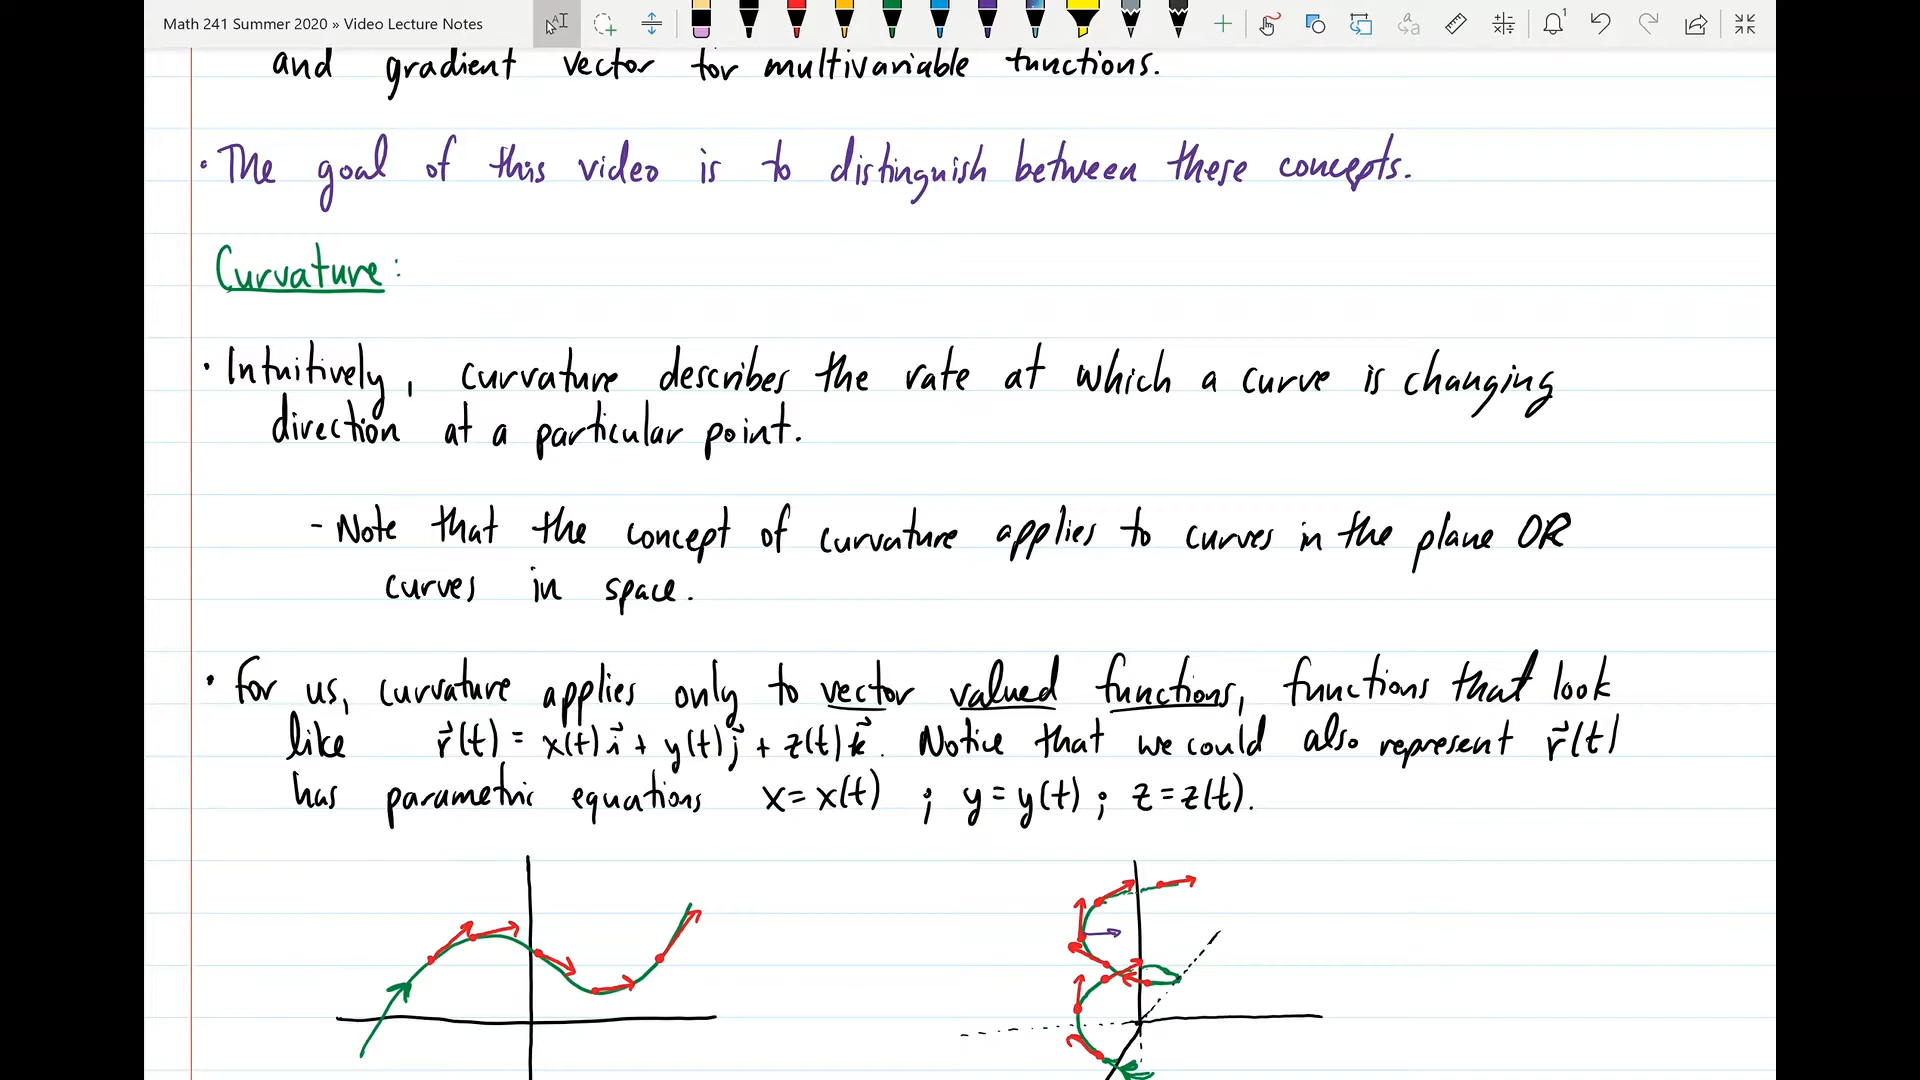 Math 241 Summer 2020 » Video Lecture Notes
and gradient vector for multivariable functions.
• The goal of this video is to distinguish between these concepts.
Curvature:
• Intuitively, curvature describes the rate at which a curve is changing
direction at a particular point.
- Note that the concept of curvature applies to curves in the plane OR
curves in space.
• For us, curvature applies only to vector valued functions, functions that look
like r⃗(t) = x(t)i⃗ + y(t)j⃗ + z(t)k⃗. Notice that we could also represent r⃗(t)
has parametric equations x = x(t) ; y = y(t) ; z = z(t).